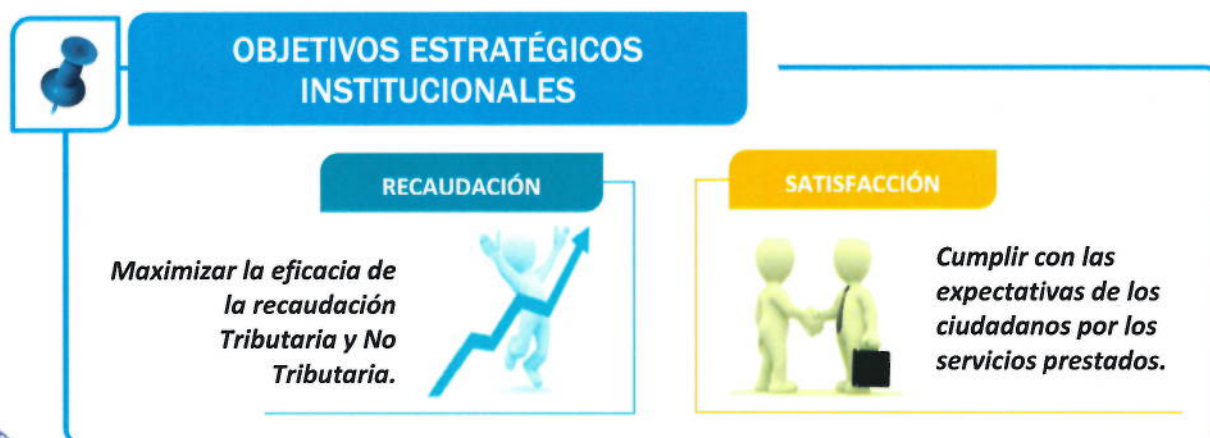 OBJETIVOS ESTRATÉGICOS
INSTITUCIONALES
RECAUDACIÓN
Maximizar la eficacia de
la recaudación
Tributaria y No
Tributaria.
SATISFACCIÓN
Cumplir con las
expectativas de los
ciudadanos por los
servicios prestados.